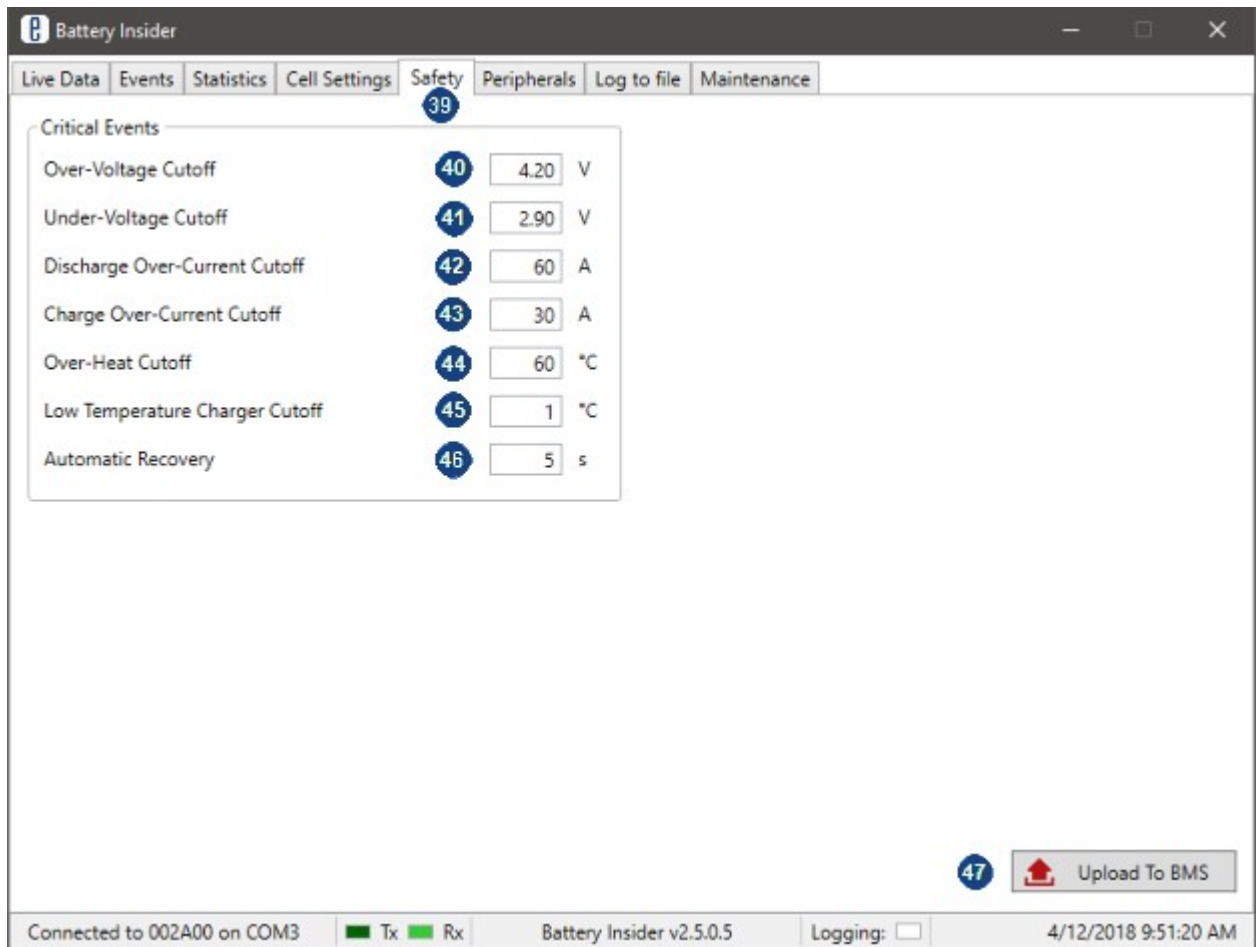 e Battery Insider
Live Data Events Statistics Cell Settings Safety Peripherals Log to file Maintenance
39
Critical Events
Over-Voltage Cutoff 40 4.20 V
Under-Voltage Cutoff 41 2.90 V
Discharge Over-Current Cutoff 42 60 A
Charge Over-Current Cutoff 43 30 A
Over-Heat Cutoff 44 60 °C
Low Temperature Charger Cutoff 45 1 °C
Automatic Recovery 46 5 s
47 Upload To BMS
Connected to 002A00 on COM3 Tx Rx Battery Insider v2.5.0.5 Logging: 4/12/2018 9:51:20 AM